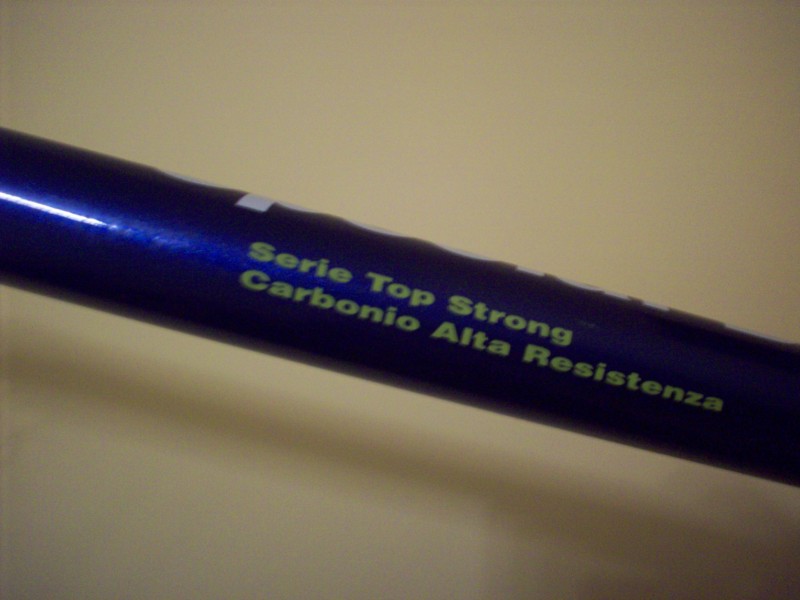 Serie Top Strong
Carbonio Alta Resistenza